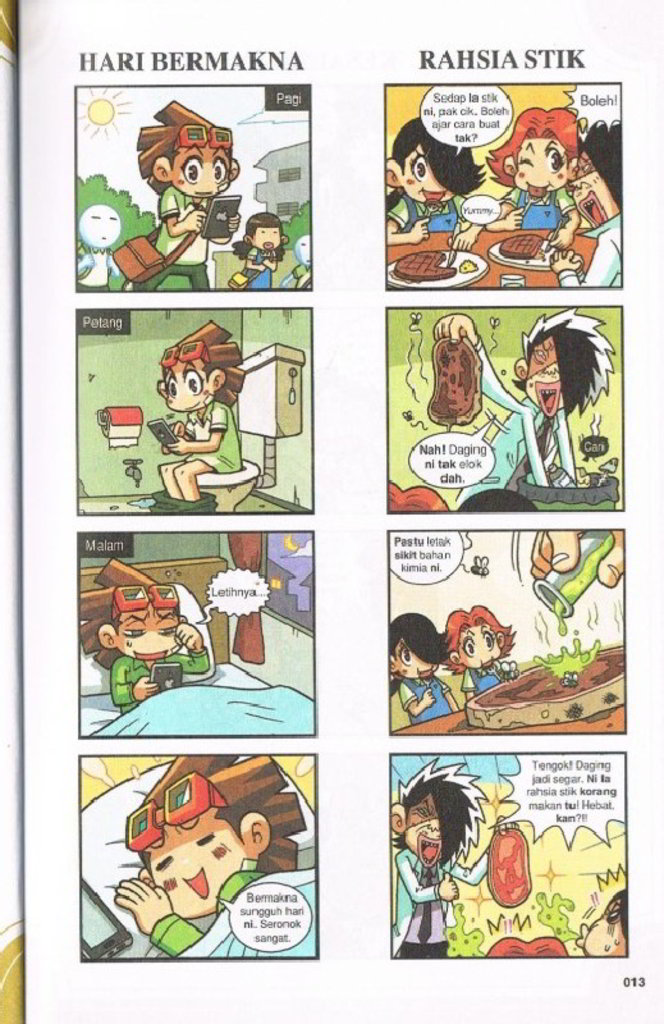 HARI BERMAKNA
Pagi
Petang
Malam
Letihnya....
Bermakna
sungguh hari
ni.. Seronok
sangat.
RAHSIA STIK
Sedap la stik
ni, pak cik.. Boleh
ajar cara buat
tak?
Boleh!
Yummy....
Nah! Daging
ni tak elok
dah.
Pastu letak
sikit bahan
kimia ni.
Tengok! Daging
jadi segar. Ni la
rahsia stik korang
makan tu! Hebat,
kan?!!
013